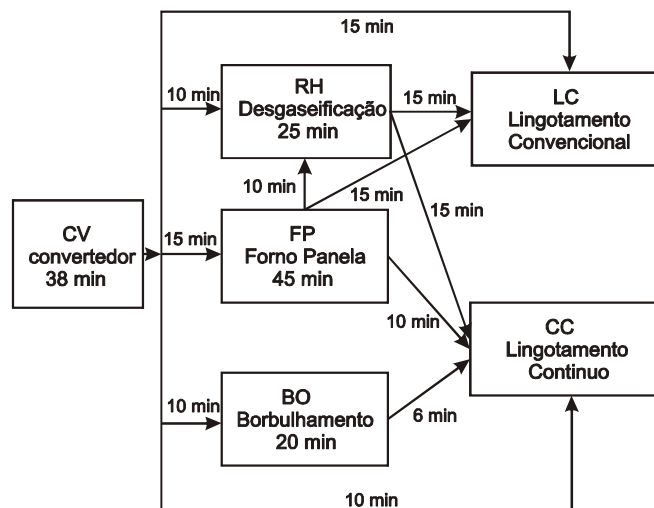 15 min
10 min
RH
Desgaseificação
25 min
15 min
LC
Lingotamento
Convencional
10 min
15 min
15 min
CV
convertedor
38 min
15 min
FP
Forno Panela
45 min
10 min
CC
Lingotamento
Continuo
10 min
BO
Borbulhamento
20 min
6 min
10 min